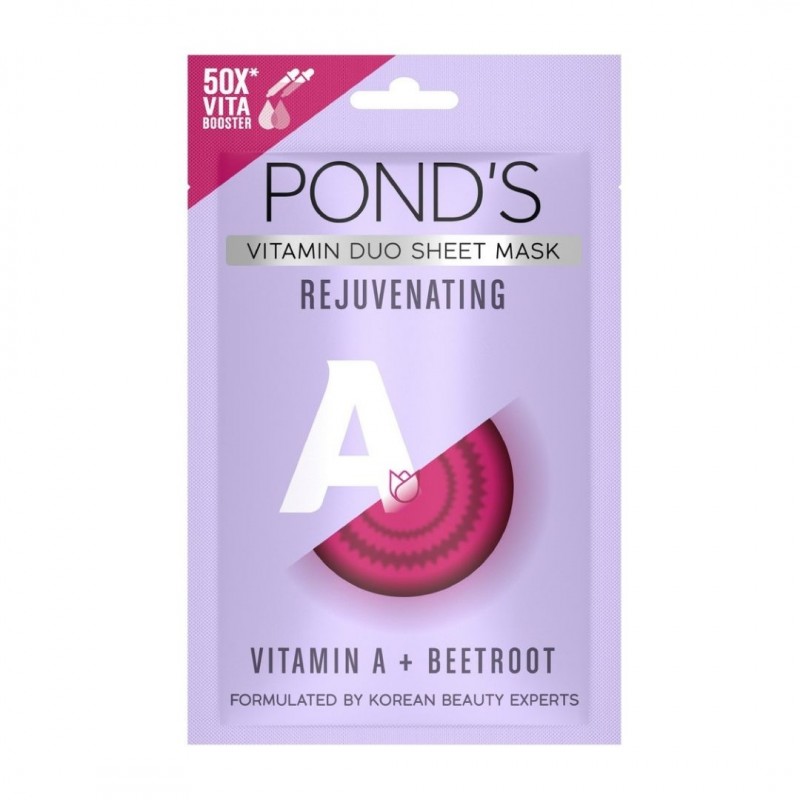 50X*
VITA
BOOSTER
POND'S
VITAMIN DUO SHEET MASK
REJUVENATING
A
VITAMIN A + BEETROOT
FORMULATED BY KOREAN BEAUTY EXPERTS